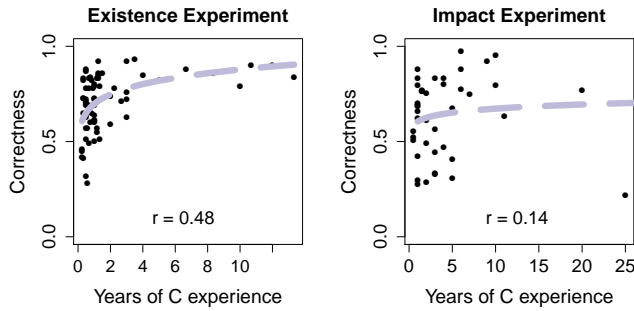 Existence Experiment
Impact Experiment
1.0
0.5
0.0
Correctness
r = 0.48
0 2 4 6 8 10
Years of C experience
1.0
0.5
0.0
Correctness
r = 0.14
0 5 10 15 20 25
Years of C experience